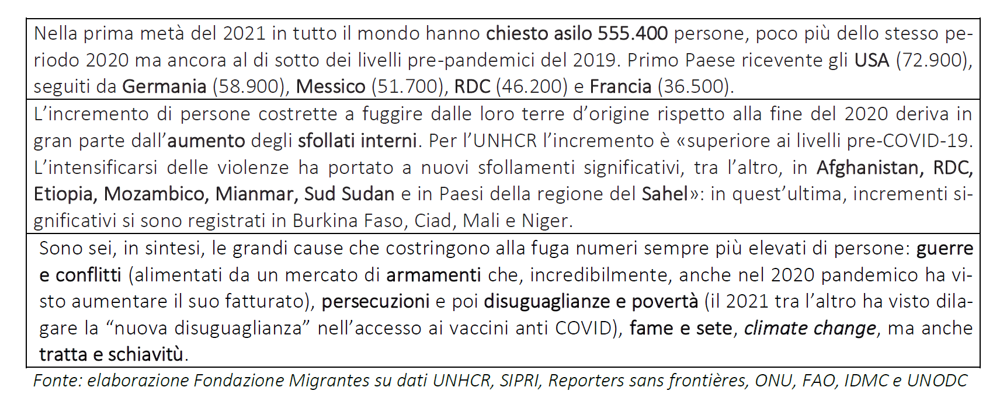 Nella prima metà del 2021 in tutto il mondo hanno chiesto asilo 555.400 persone, poco più dello stesso pe-
riodo 2020 ma ancora al di sotto dei livelli pre-pandemici del 2019. Primo Paese ricevente gli USA (72.900),
seguiti da Germania (58.900), Messico (51.700), RDC (46.200) e Francia (36.500).
L’incremento di persone costrette a fuggire dalle loro terre d’origine rispetto alla fine del 2020 deriva in
gran parte dall’aumento degli sfollati interni. Per l’UNHCR l’incremento è «superiore ai livelli pre-COVID-19.
L’intensificarsi delle violenze ha portato a nuovi sfollamenti significativi, tra l’altro, in Afghanistan, RDC,
Etiopia, Mozambico, Mianmar, Sud Sudan e in Paesi della regione del Sahel»: in quest’ultima, incrementi si-
gnificativi si sono registrati in Burkina Faso, Ciad, Mali e Niger.
Sono sei, in sintesi, le grandi cause che costringono alla fuga numeri sempre più elevati di persone: guerre
e conflitti (alimentati da un mercato di armamenti che, incredibilmente, anche nel 2020 pandemico ha vi-
sto aumentare il suo fatturato), persecuzioni e poi disuguaglianze e povertà (il 2021 tra l’altro ha visto dila-
gare la “nuova disuguaglianza” nell’accesso ai vaccini anti COVID), fame e sete, climate change, ma anche
tratta e schiavitù.
Fonte: elaborazione Fondazione Migrantes su dati UNHCR, SIPRI, Reporters sans frontières, ONU, FAO, IDMC e UNODC